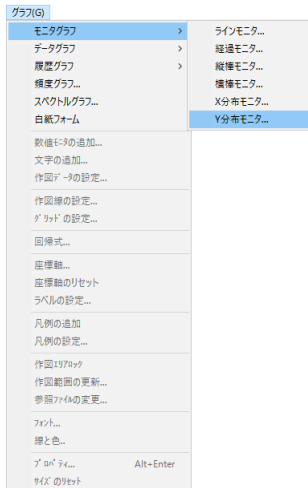 グラフ(G)
モニタグラフ >
データグラフ >
履歴グラフ >
頻度グラフ...
スペクトルグラフ...
白紙フォーム
数値ﾓﾆﾀの追加...
文字の追加...
作図ﾃﾞｰﾀの設定...
作図線の設定...
ｸﾞﾘｯﾄﾞの設定...
回帰式...
座標軸...
座標軸のリセット
ラベルの設定...
凡例の追加
凡例の設定...
作図ｴﾘｱﾛｯｸ
作図範囲の更新...
参照ﾌｧｲﾙの変更...
ﾌｫﾝﾄ...
線と色..
ﾌﾟﾛﾊﾟﾃｨ... Alt+Enter
ｻｲｽﾞのﾘｾｯﾄ
ラインモニタ...
経過モニタ...
縦棒モニタ...
横棒モニタ...
X分布モニタ...
Y分布モニタ...